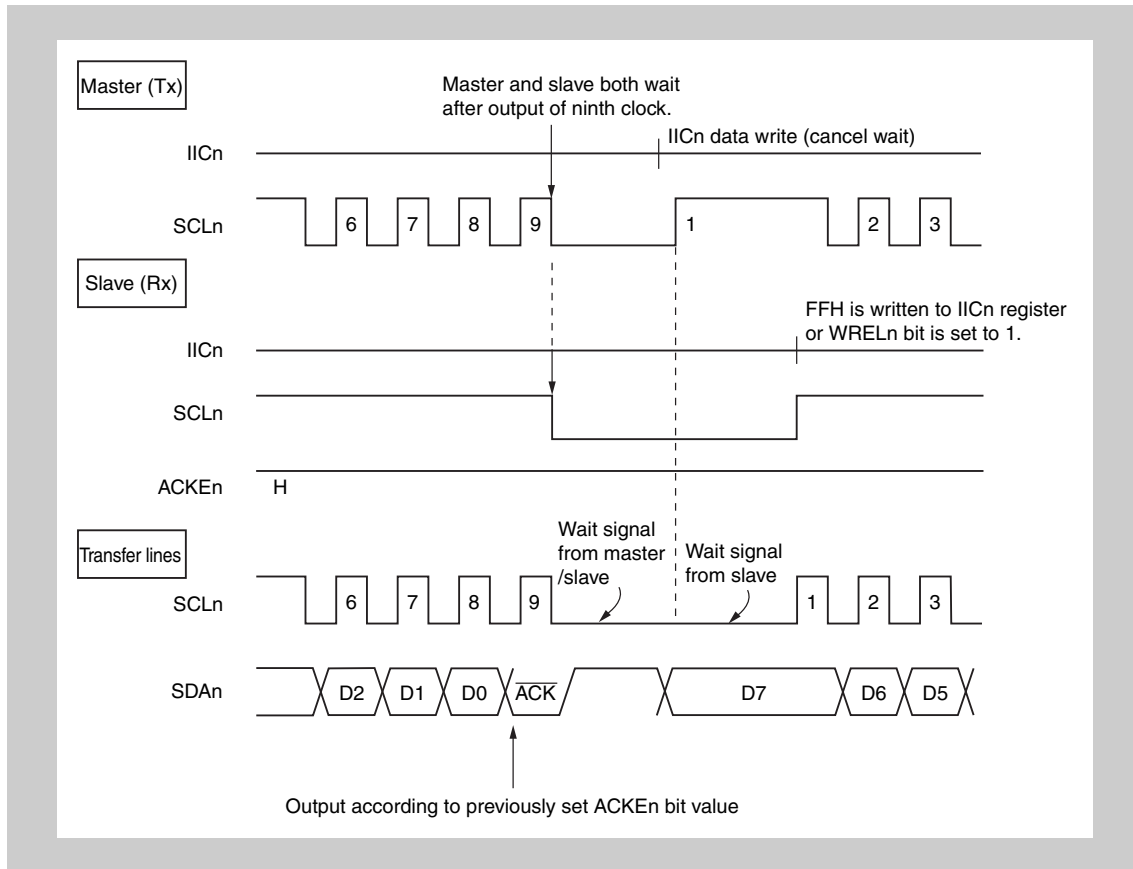 Master (Tx)
Master and slave both wait
after output of ninth clock.
IICn data write (cancel wait)
IICn
SCLn
6 7 8 9 1 2 3
Slave (Rx)
FFH is written to IICn register
or WRELn bit is set to 1.
IICn
SCLn
ACKEn
H
Transfer lines
Wait signal
from master
/slave
Wait signal
from slave
SCLn
6 7 8 9 1 2 3
SDAn
D2 D1 D0 ACK D7 D6 D5
Output according to previously set ACKEn bit value